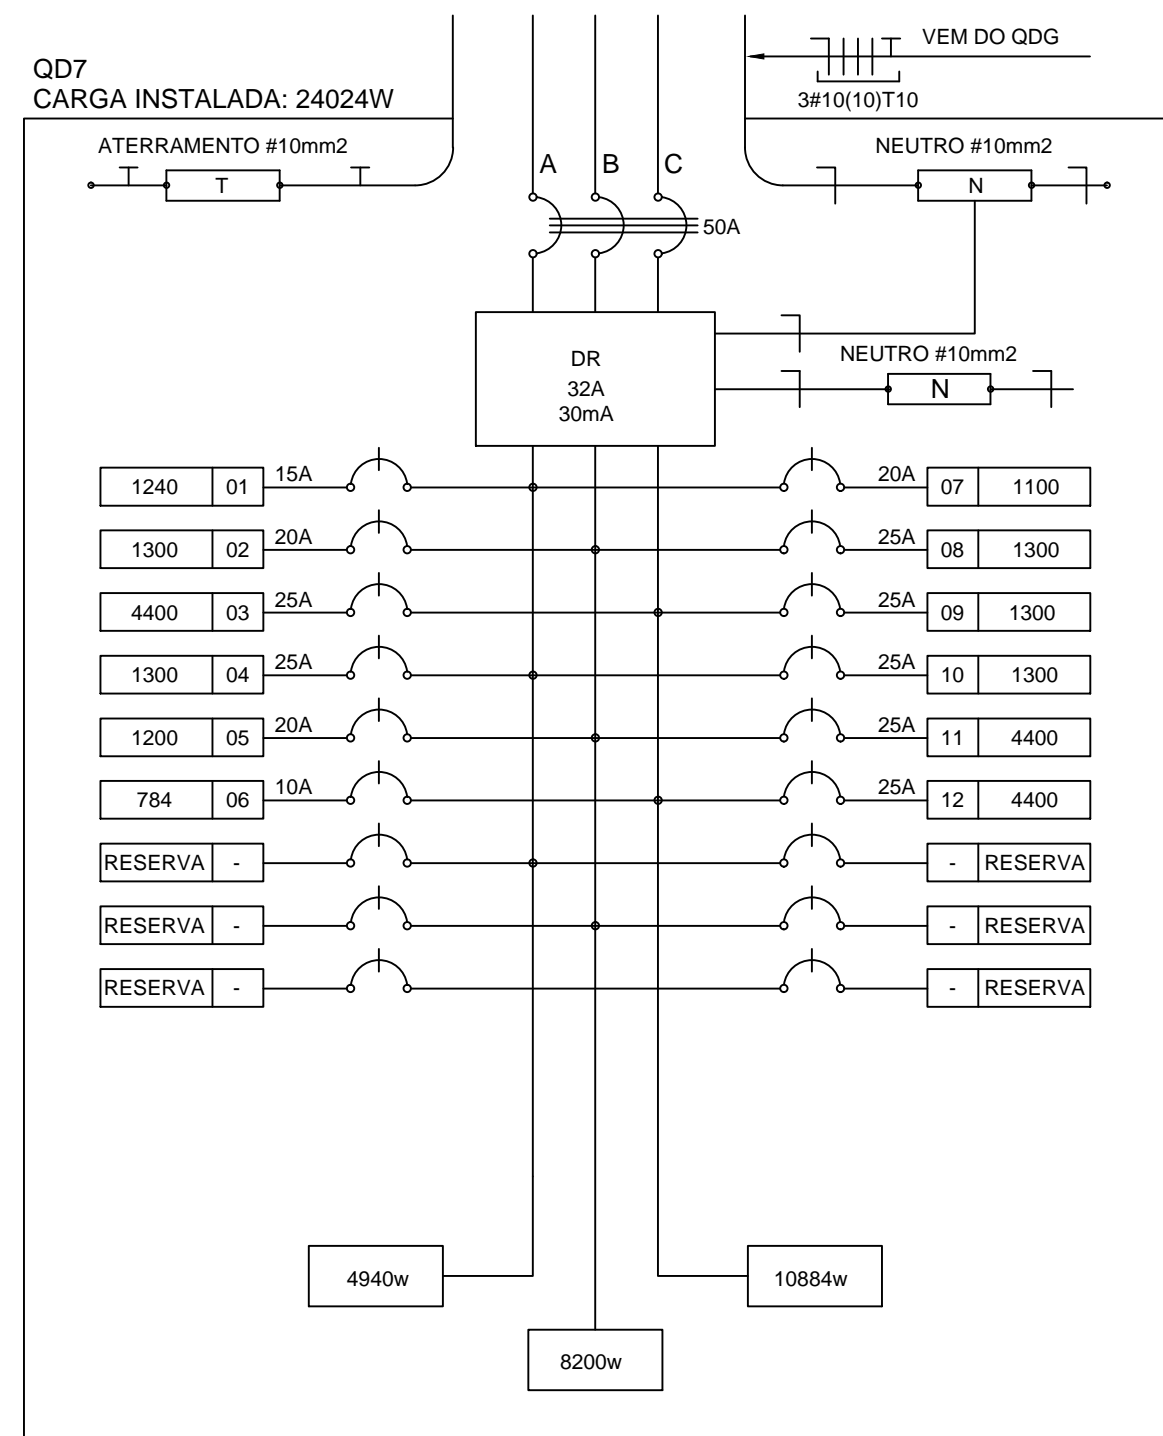 VEM DO QDG
QD7
CARGA INSTALADA: 24024W
3#10(10)T10
ATERRAMENTO #10mm2
NEUTRO #10mm2
A B C
T
N
50A
DR
32A
30mA
NEUTRO #10mm2
N
1240 01 15A 20A 07 1100
1300 02 20A 25A 08 1300
4400 03 25A 25A 09 1300
1300 04 25A 25A 10 1300
1200 05 20A 25A 11 4400
784 06 10A 25A 12 4400
RESERVA - - RESERVA
RESERVA - - RESERVA
RESERVA - - RESERVA
4940w
10884w
8200w